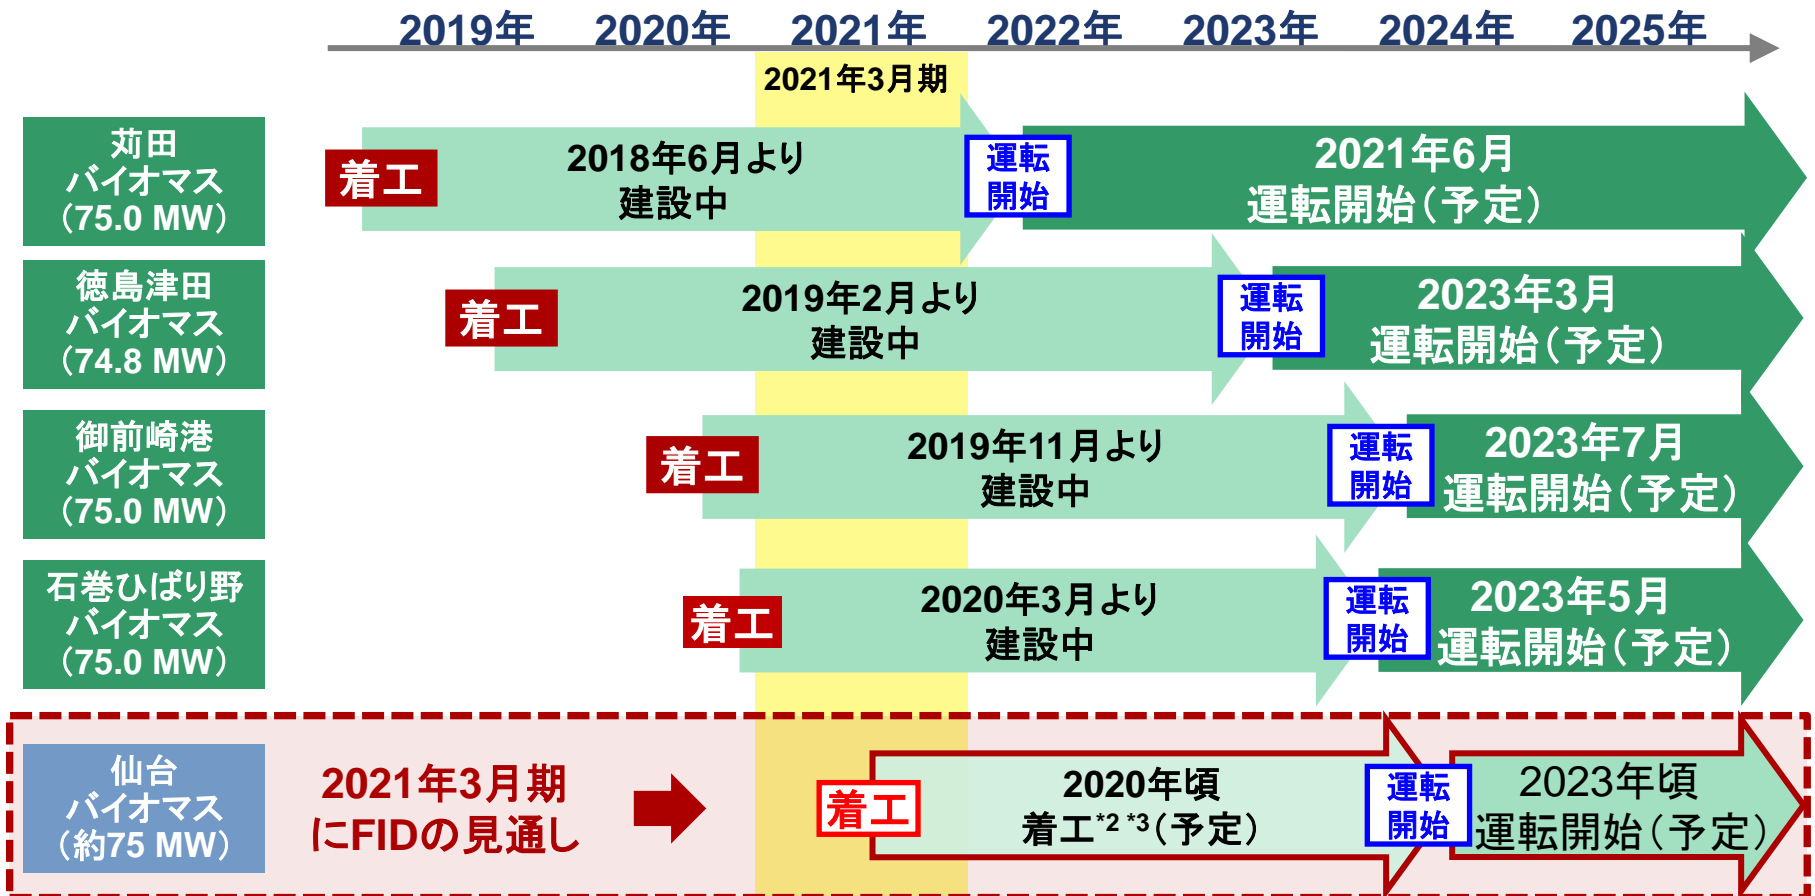 2019年 2020年 2021年 2022年 2023年 2024年 2025年
2021年3月期
苅田
バイオマス
（75.0 MW）
着工
2018年6月より
建設中
運転
開始
2021年6月
運転開始（予定）
徳島津田
バイオマス
（74.8 MW）
着工
2019年2月より
建設中
運転
開始
2023年3月
運転開始（予定）
御前崎港
バイオマス
（75.0 MW）
着工
2019年11月より
建設中
運転
開始
2023年7月
運転開始（予定）
石巻ひばり野
バイオマス
（75.0 MW）
着工
2020年3月より
建設中
運転
開始
2023年5月
運転開始（予定）
仙台
バイオマス
（約75 MW）
2021年3月期
にFIDの見通し
着工
2020年頃
着工*2 *3（予定）
運転
開始
2023年頃
運転開始（予定）